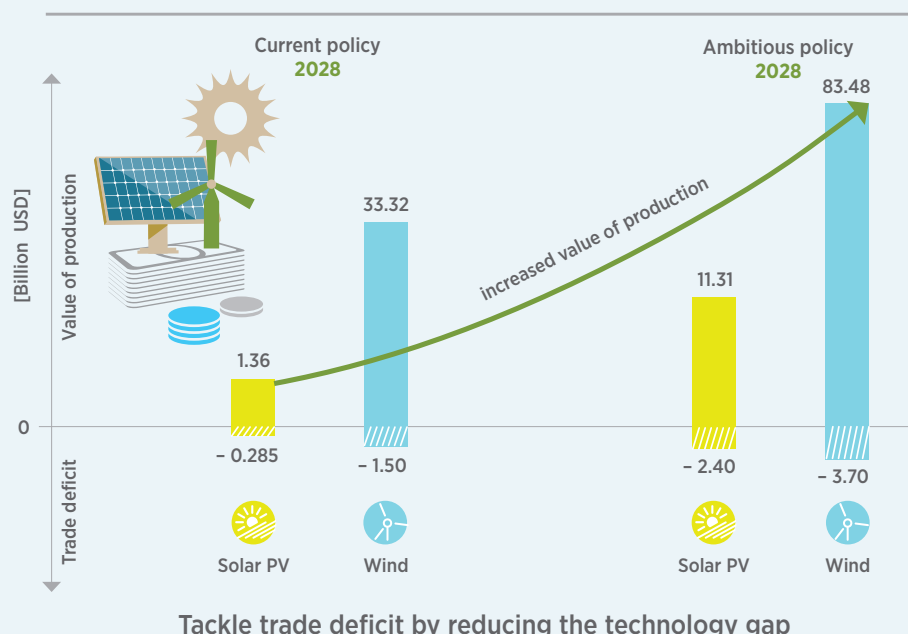 Current policy
2028
Ambitious policy
2028
[Billion USD]
Value of production
Trade deficit
0
1.36
33.32
11.31
83.48
increased value of production
– 0.285
– 1.50
– 2.40
– 3.70
Solar PV
Wind
Solar PV
Wind
Tackle trade deficit by reducing the technology gap